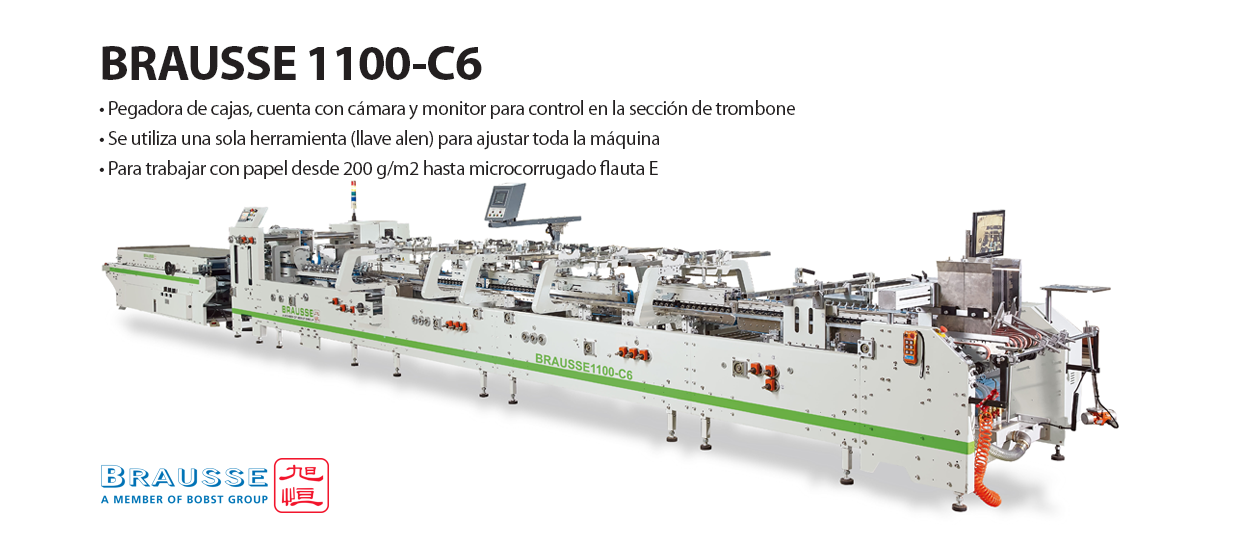 BRAUSSE 1100-C6
• Pegadora de cajas, cuenta con cámara y monitor para control en la sección de trombone
• Se utiliza una sola herramienta (llave alen) para ajustar toda la máquina
• Para trabajar con papel desde 200 g/m2 hasta microcorrugado flauta E
BRAUSSE
BRAUSSE
BRAUSSE1100-C6
BRAUSSE 旭恒
A MEMBER OF BOBST GROUP